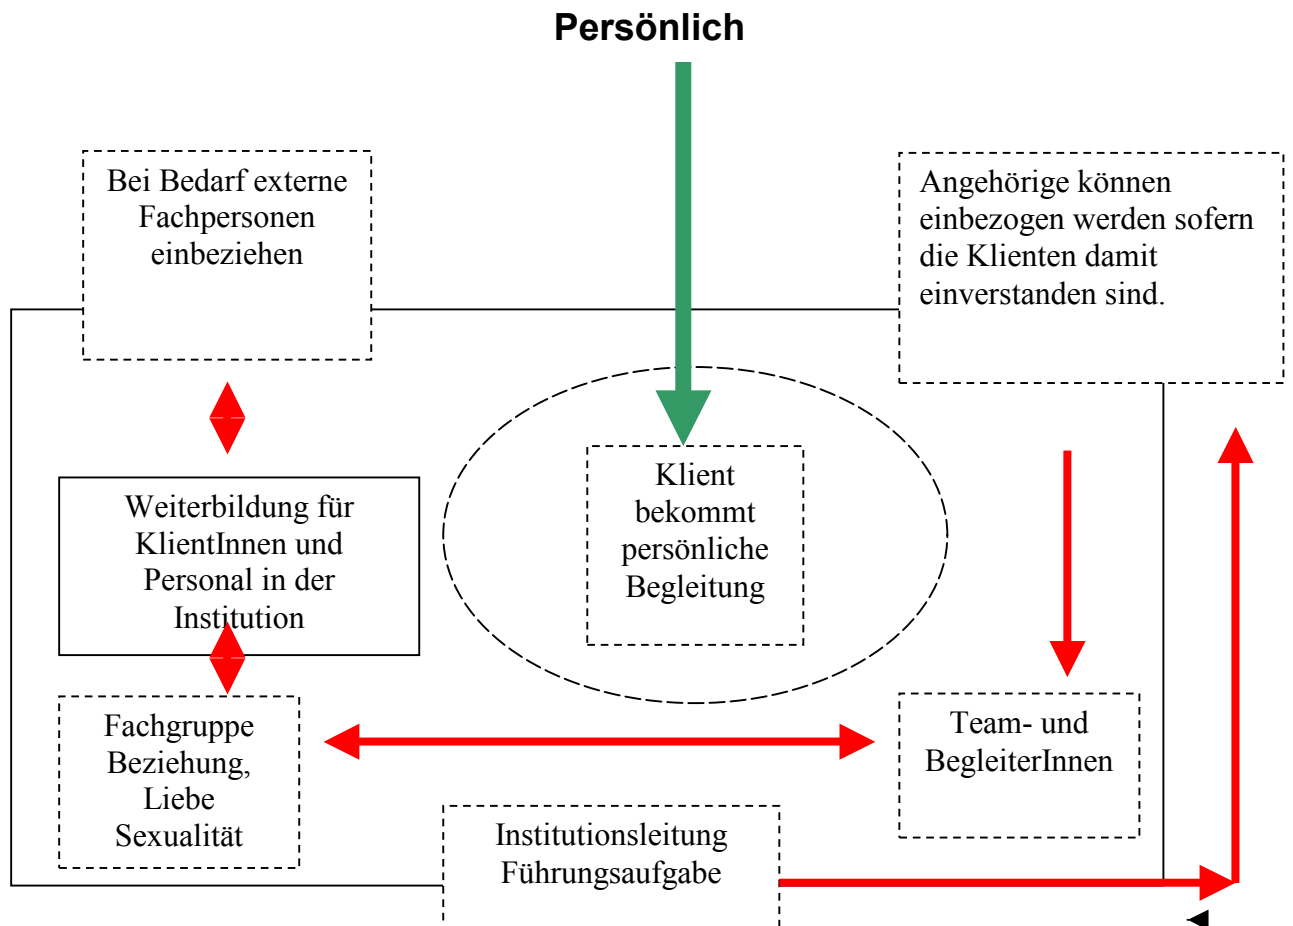 Persönlich
Bei Bedarf externe
Fachpersonen
einbeziehen
Angehörige können
einbezogen werden sofern
die Klienten damit
einverstanden sind.
Klient
bekommt
persönliche
Begleitung
Weiterbildung für
KlientInnen und
Personal in der
Institution
Fachgruppe
Beziehung,
Liebe
Sexualität
Team- und
BegleiterInnen
Institutionsleitung
Führungsaufgabe